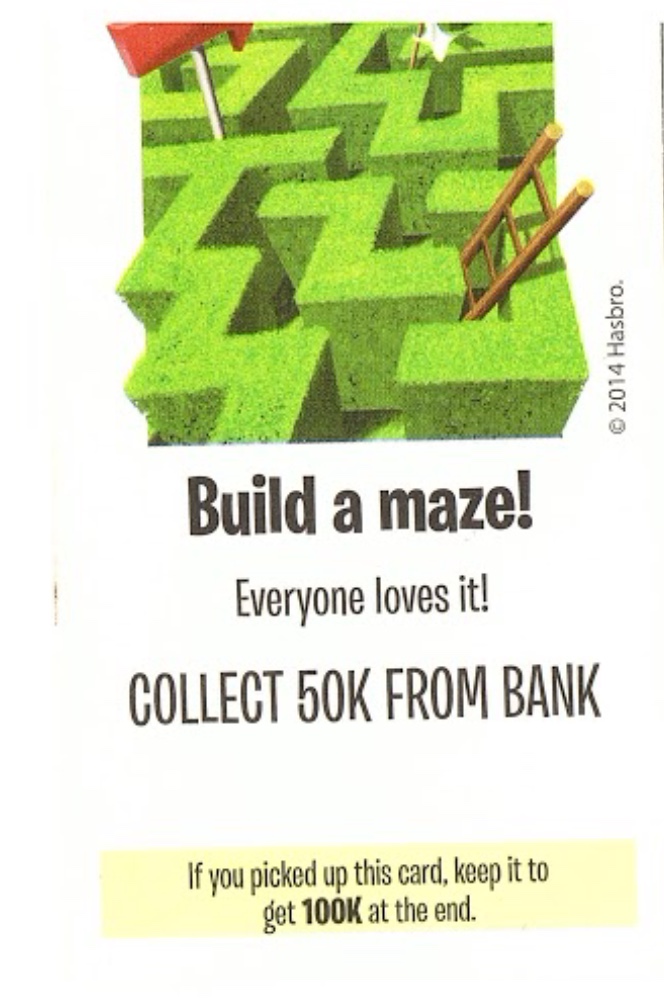 © 2014 Hasbro.
Build a maze!
Everyone loves it!
COLLECT 50K FROM BANK
If you picked up this card, keep it to
get 100K at the end.